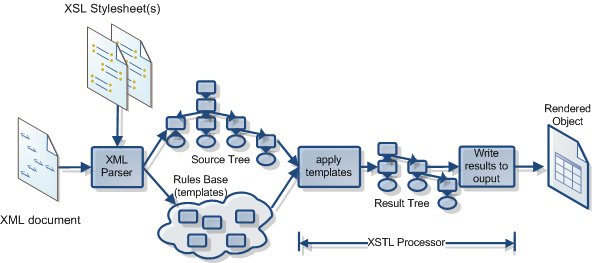 XSL Stylesheet(s)
XML document
XML
Parser
Source Tree
Rules Base
(templates)
apply
templates
Result Tree
Write
results to
ouput
Rendered
Object
XSTL Processor